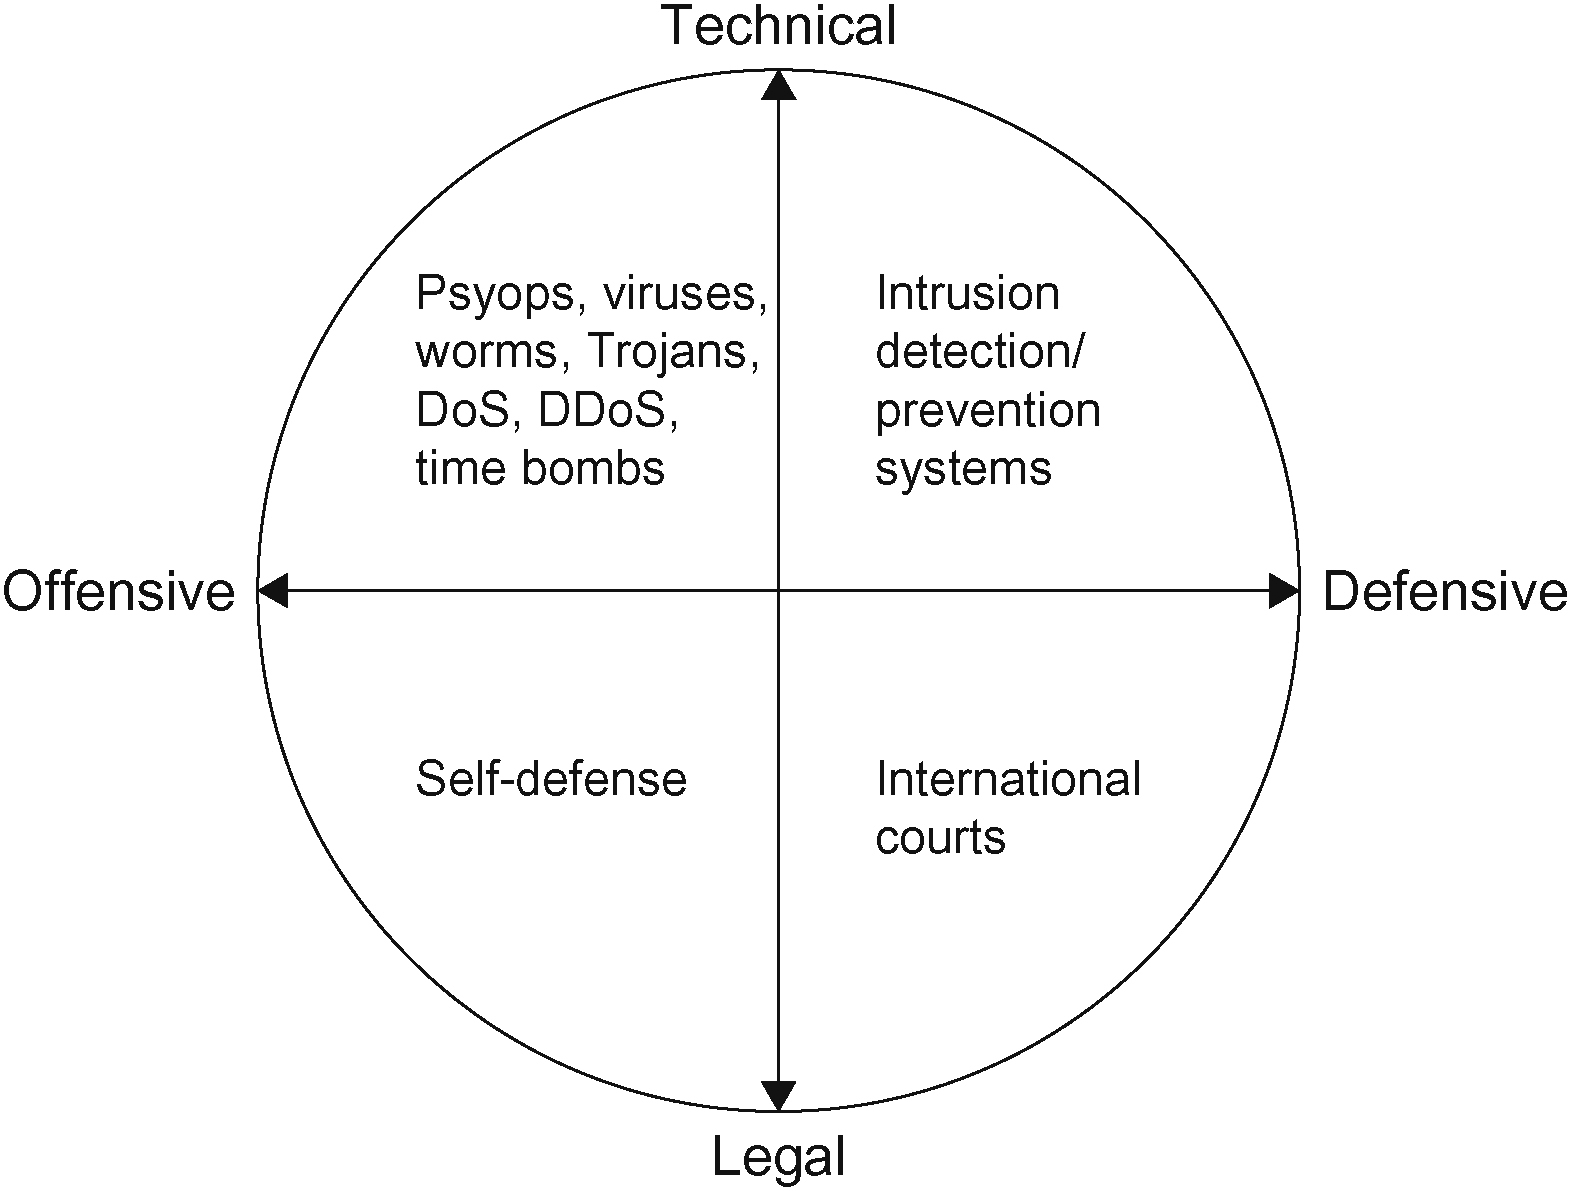 Technical
Psyops, viruses,
worms, Trojans,
DoS, DDoS,
time bombs
Intrusion
detection/
prevention
systems
Offensive
Defensive
Self-defense
International
courts
Legal